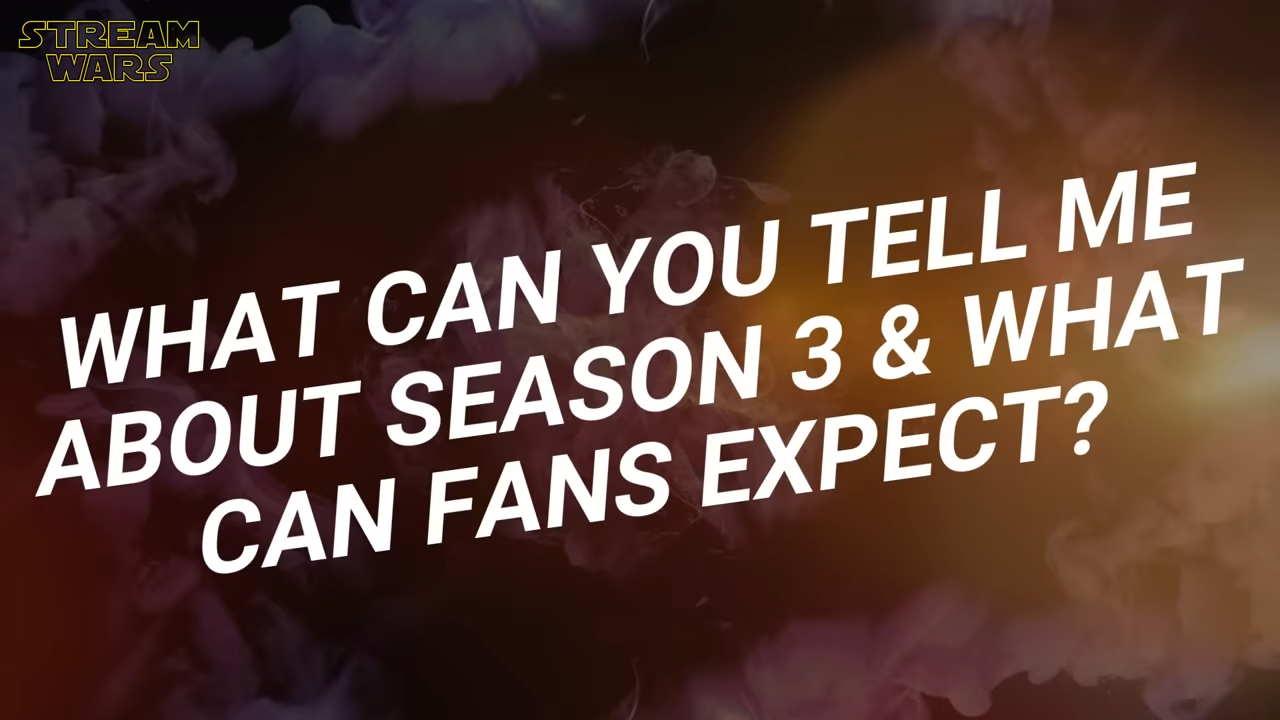 STREAM
WARS
WHAT CAN YOU TELL ME
ABOUT SEASON 3 & WHAT
CAN FANS EXPECT?